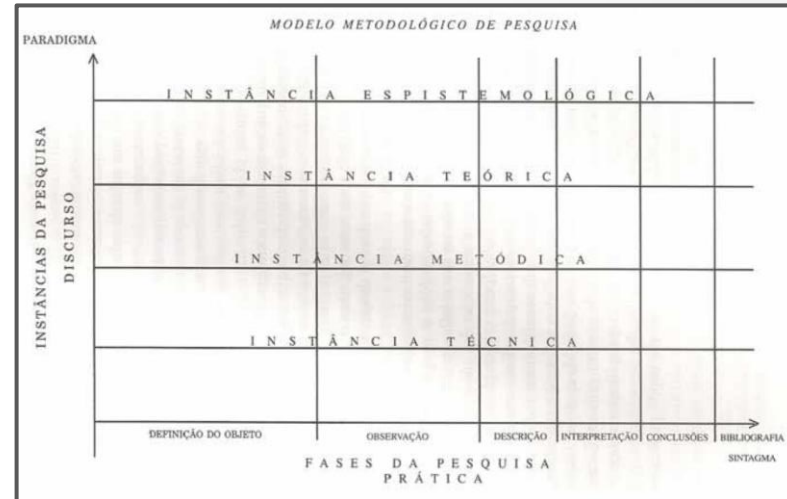 MODELO METODOLÓGICO DE PESQUISA
PARADIGMA
INSTÂNCIA ESPISTEMOLÓGICA
INSTÂNCIA TEÓRICA
INSTÂNCIA METÓDICA
INSTÂNCIA TÉCNICA
INSTÂNCIAS DA PESQUISA
DISCURSO
DEFINIÇÃO DO OBJETO
OBSERVAÇÃO
DESCRIÇÃO
INTERPRETAÇÃO
CONCLUSÕES
BIBLIOGRAFIA
SINTAGMA
FASES DA PESQUISA
PRÁTICA